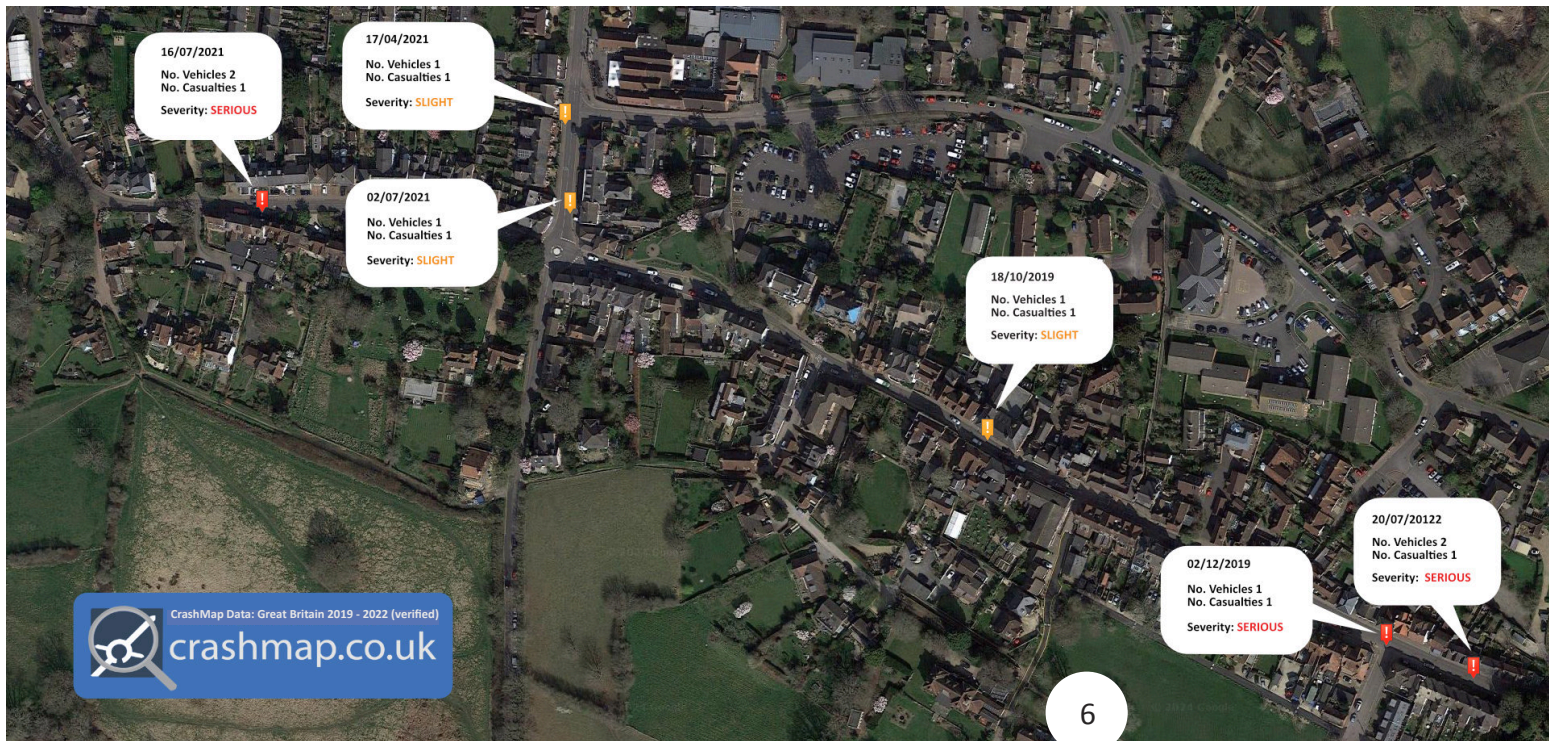 16/07/2021
No. Vehicles 2
No. Casualties 1
Severity: SERIOUS
17/04/2021
No. Vehicles 1
No. Casualties 1
Severity: SLIGHT
02/07/2021
No. Vehicles 1
No. Casualties 1
Severity: SLIGHT
18/10/2019
No. Vehicles 1
No. Casualties 1
Severity: SLIGHT
20/07/20122
No. Vehicles 2
No. Casualties 1
Severity: SERIOUS
02/12/2019
No. Vehicles 1
No. Casualties 1
Severity: SERIOUS
CrashMap Data: Great Britain 2019 - 2022 (verified)
crashmap.co.uk
6